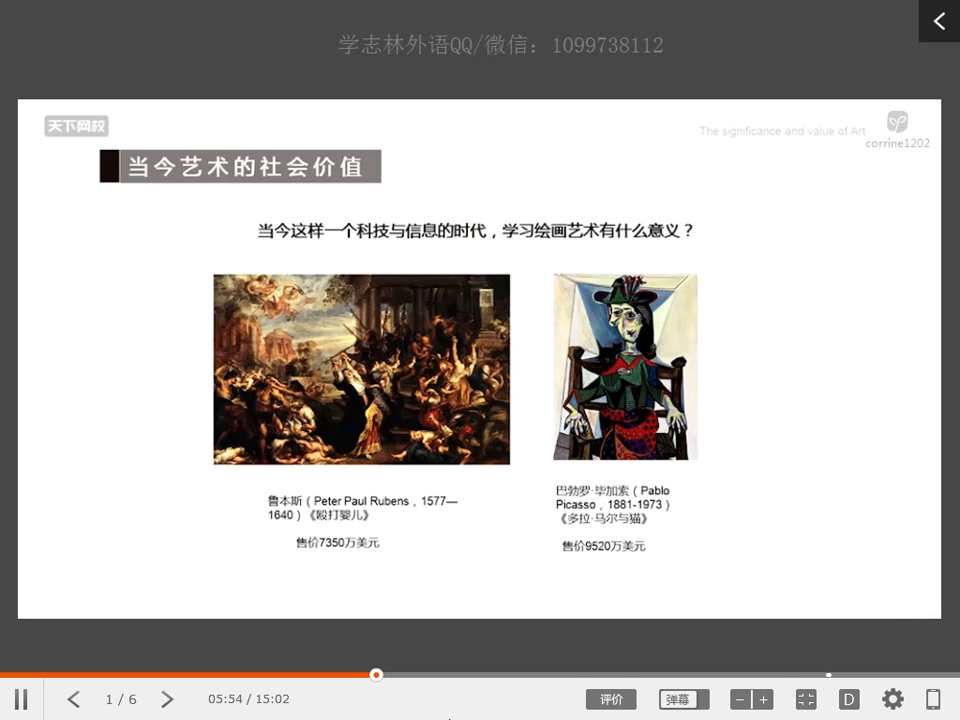 学志林外语QQ/微信：1099738112
天下网校
The significance and value of Art
corrine1202
当今艺术的社会价值
当今这样一个科技与信息的时代，学习绘画艺术有什么意义？
鲁本斯（Peter Paul Rubens，1577—
1640）《殴打婴儿》
售价7350万美元
巴勃罗·毕加索（Pablo
Picasso，1881-1973）
《多拉·马尔与猫》
售价9520万美元
1 / 6
05:54 / 15:02
评价
弹幕
D